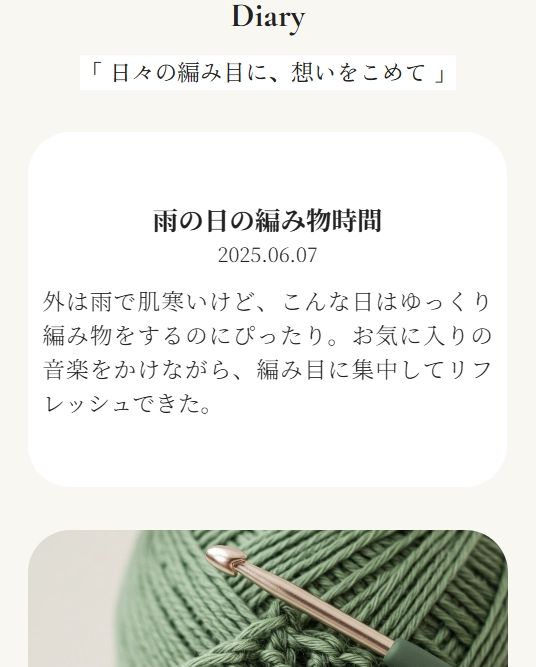 Diary
「 日々の編み目に、想いをこめて 」
雨の日の編み物時間
2025.06.07
外は雨で肌寒いけど、こんな日はゆっくり
編み物をするのにぴったり。お気に入りの
音楽をかけながら、編み目に集中してリフ
レッシュできた。